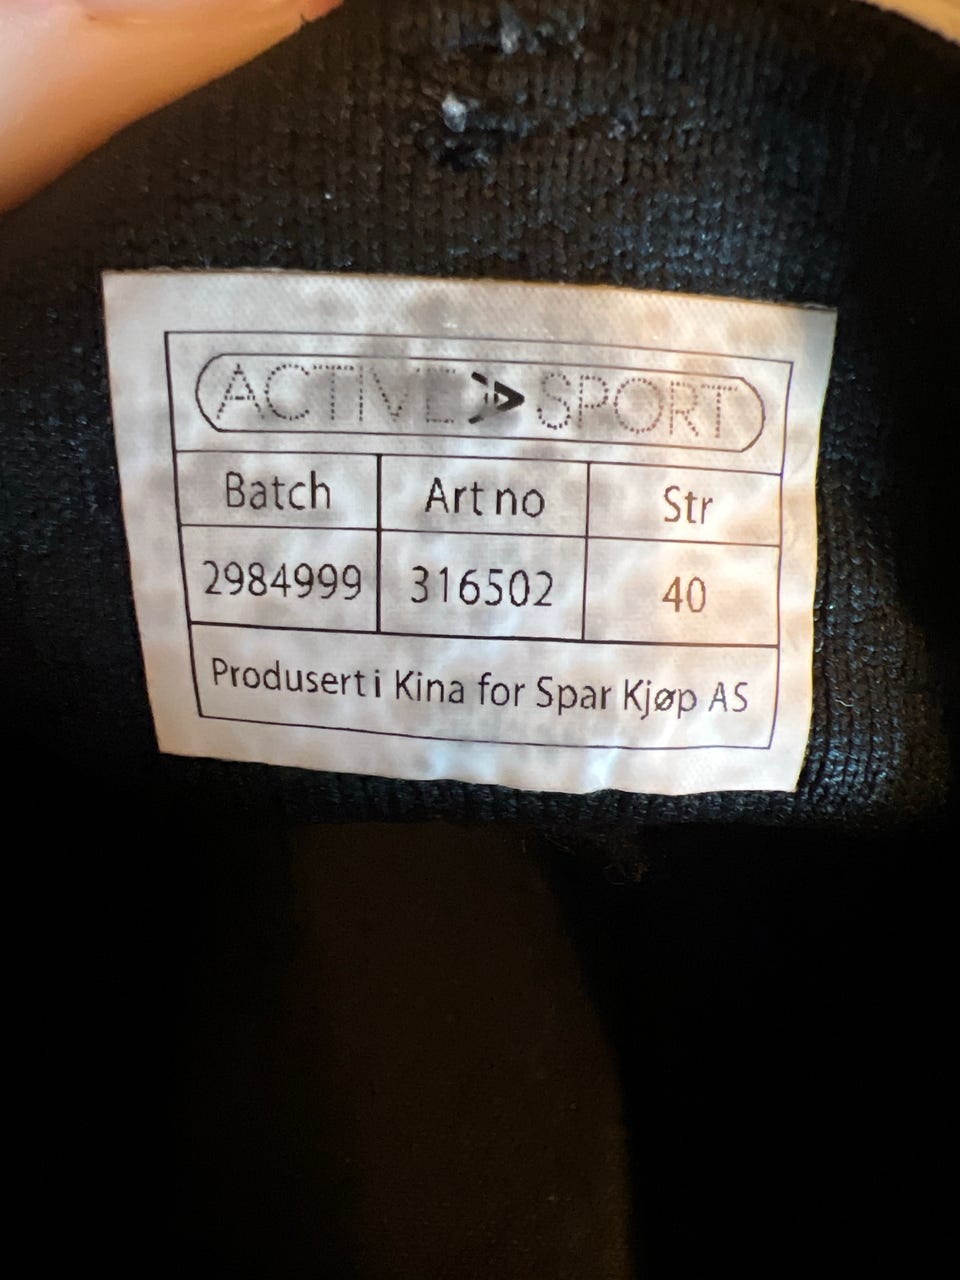 ACTIVE SPORT
Batch Art no Str
2984999 316502 40
Produsert i Kina for Spar Kjøp AS